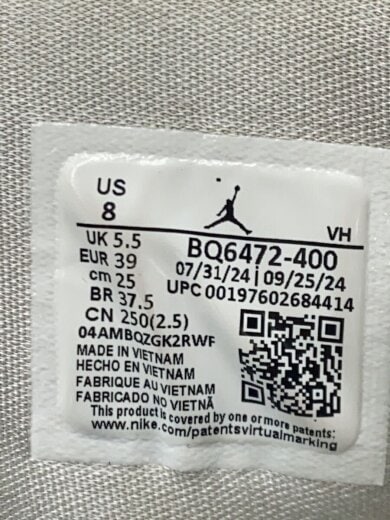 US
8
VH
UK 5.5
EUR 39
cm 25
BR 37.5
CN 250(2.5)
BQ6472-400
07/31/24 | 09/25/24
UPC 00197602684414
04AMBQZGK2RWF
MADE IN VIETNAM
HECHO EN VIETNAM
FABRIQUE AU VIETNAM
FABRICADO NO VIETNÃ
This product is covered by one or more patents:
www.nike.com/patentsvirtualmarking